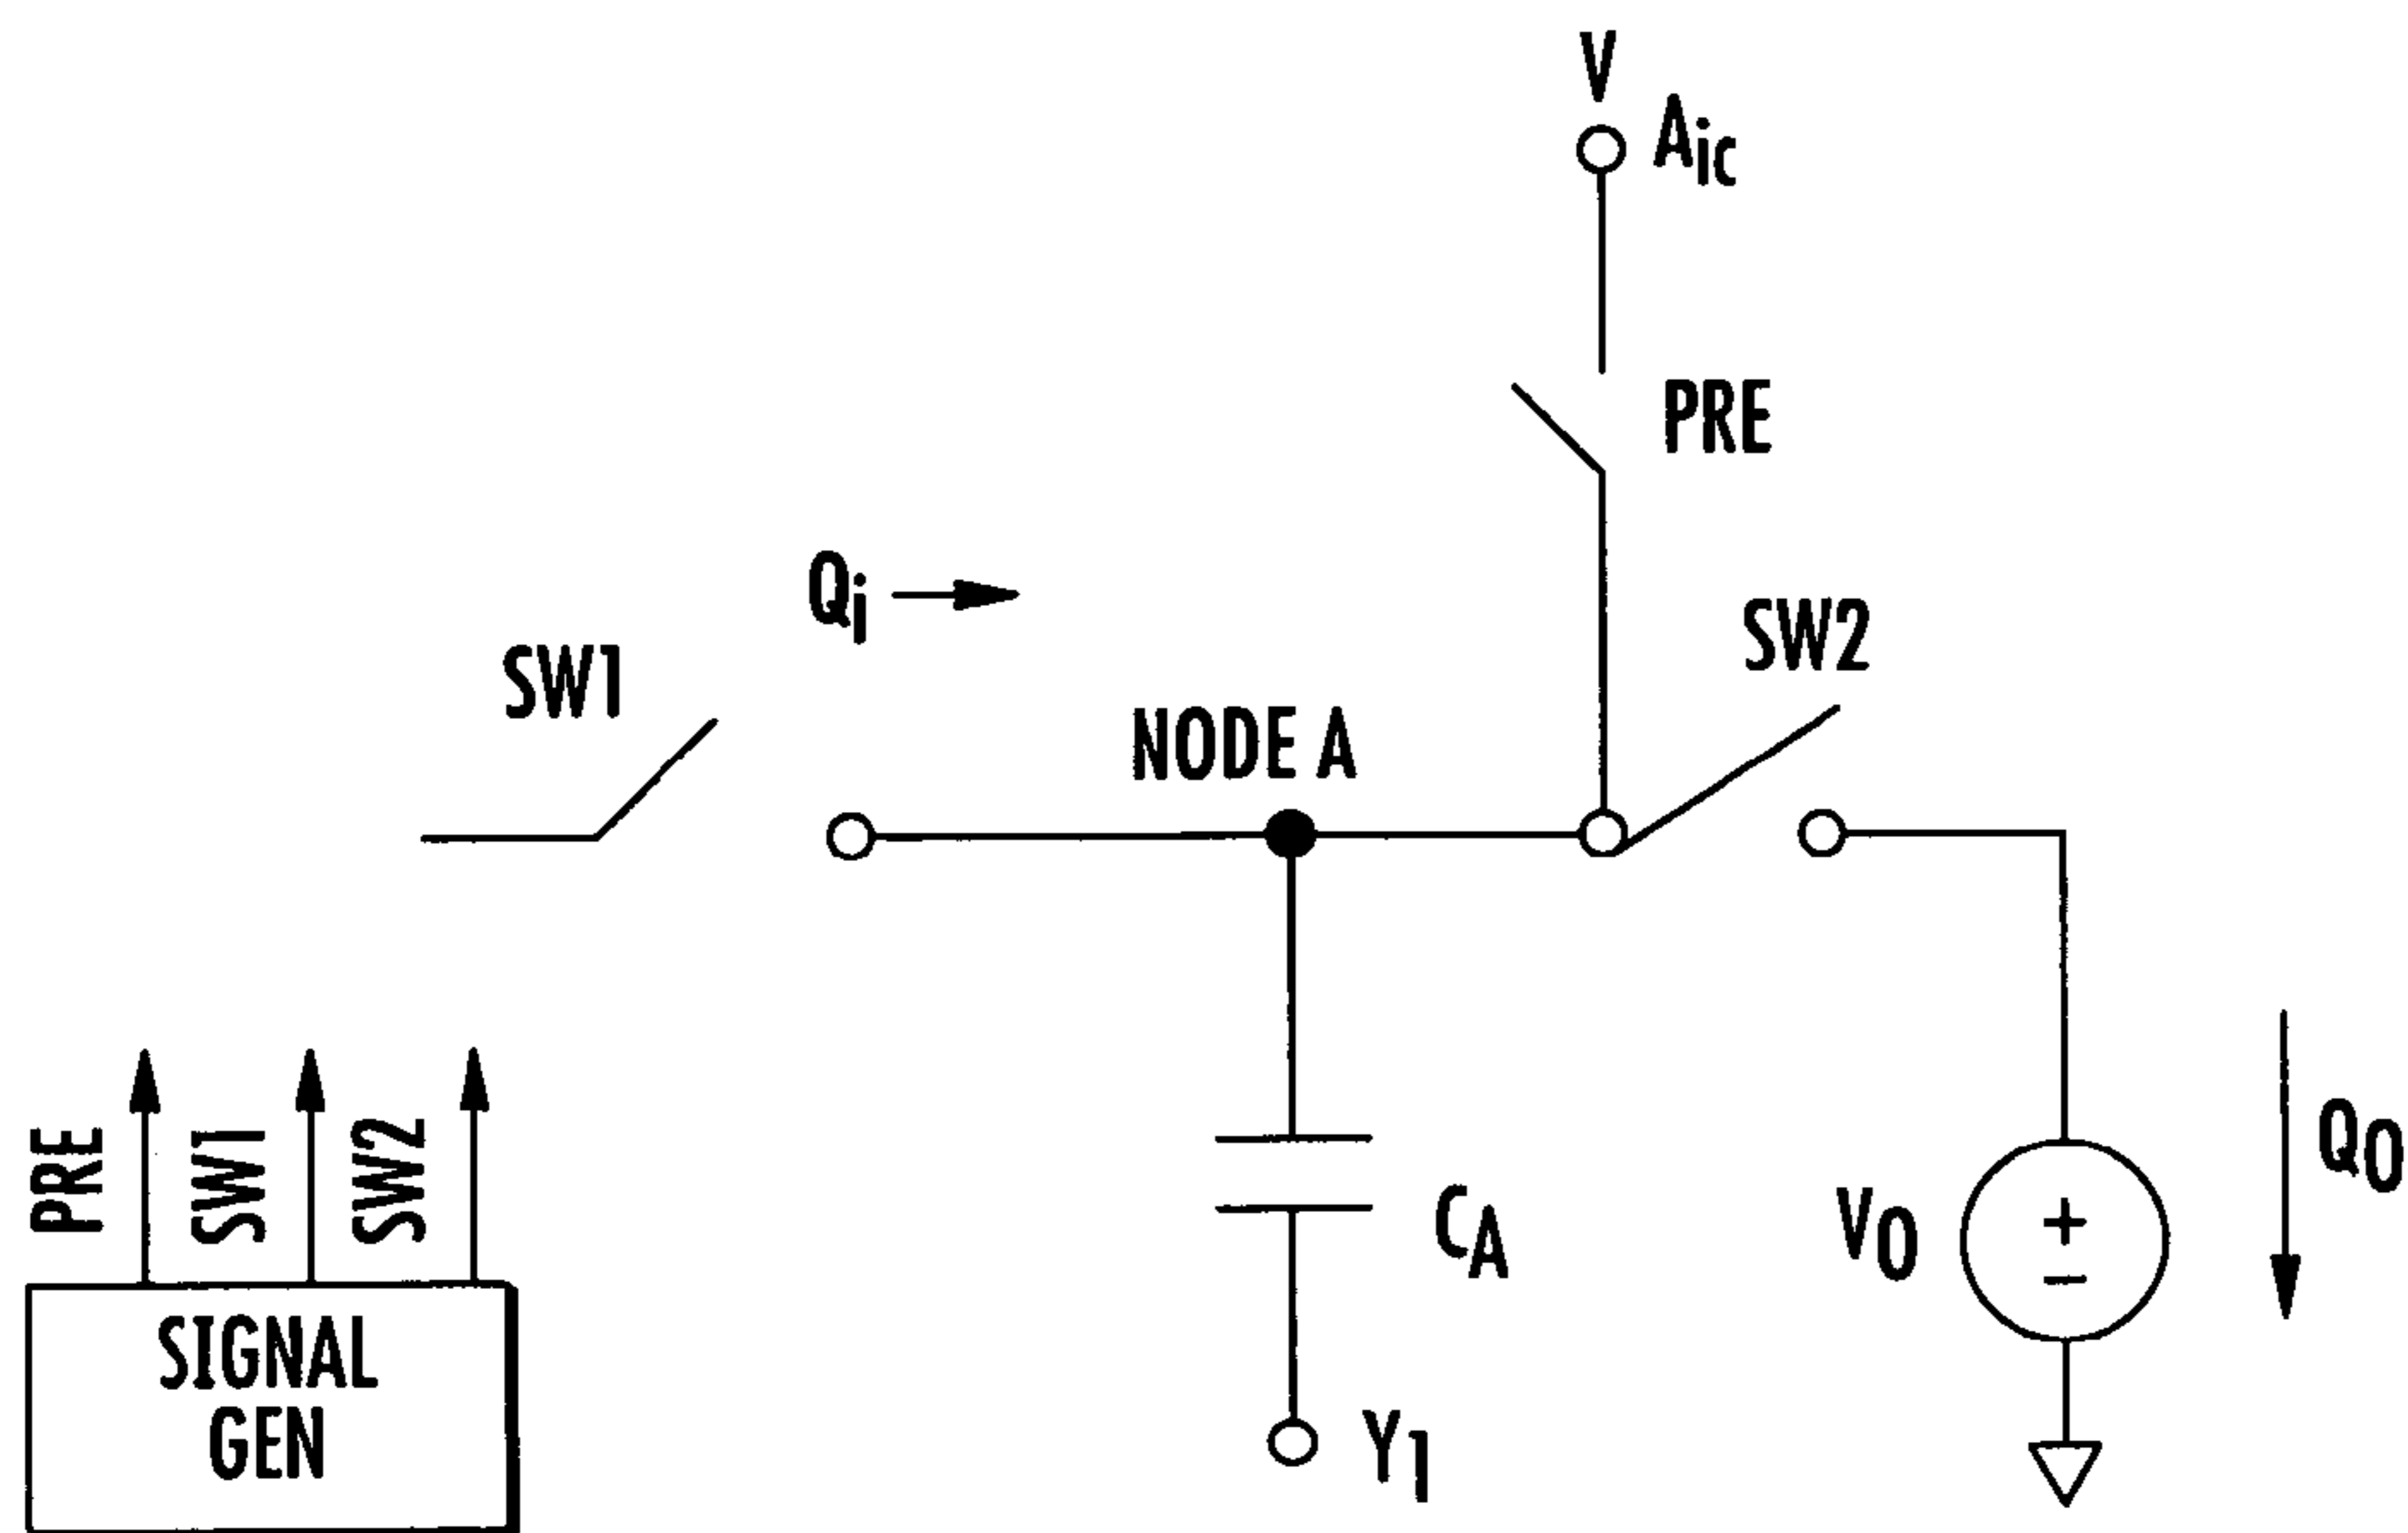 V
Aic
PRE
Qi
SW2
SW1
NODE A
PRE
SW1
SW2
QO
CA
VO
+
−
SIGNAL
GEN
Y1